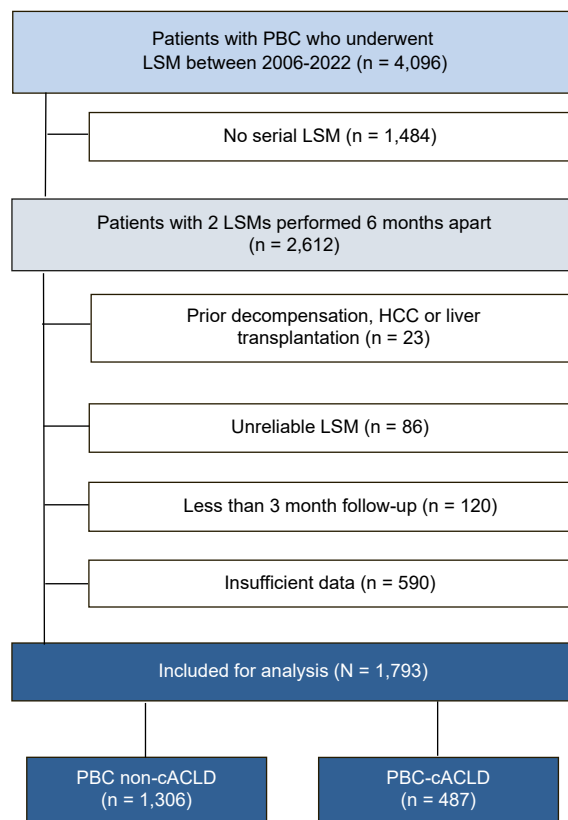 Patients with PBC who underwent
LSM between 2006-2022 (n = 4,096)
No serial LSM (n = 1,484)
Patients with 2 LSMs performed 6 months apart
(n = 2,612)
Prior decompensation, HCC or liver
transplantation (n = 23)
Unreliable LSM (n = 86)
Less than 3 month follow-up (n = 120)
Insufficient data (n = 590)
Included for analysis (N = 1,793)
PBC non-cACLD
(n = 1,306)
PBC-cACLD
(n = 487)